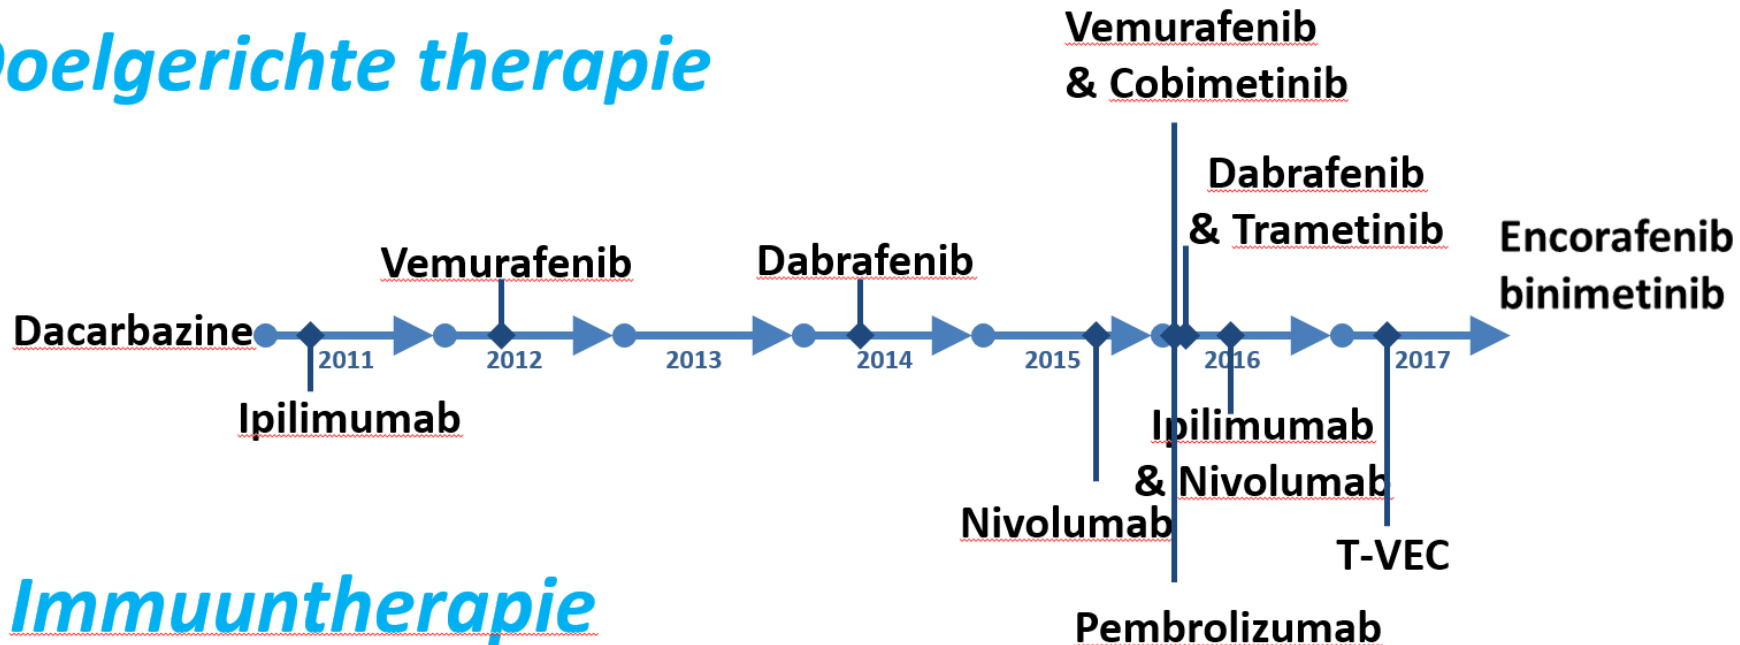 oelgerichte therapie
Vemurafenib
& Cobimetinib
Dabrafenib
& Trametinib
Encorafenib
binimetinib
Vemurafenib
Dabrafenib
Dacarbazine
2011
2012
2013
2014
2015
2016
2017
Ipilimumab
Ipilimumab
& Nivolumab
Nivolumab
T-VEC
Immuuntherapie
Pembrolizumab